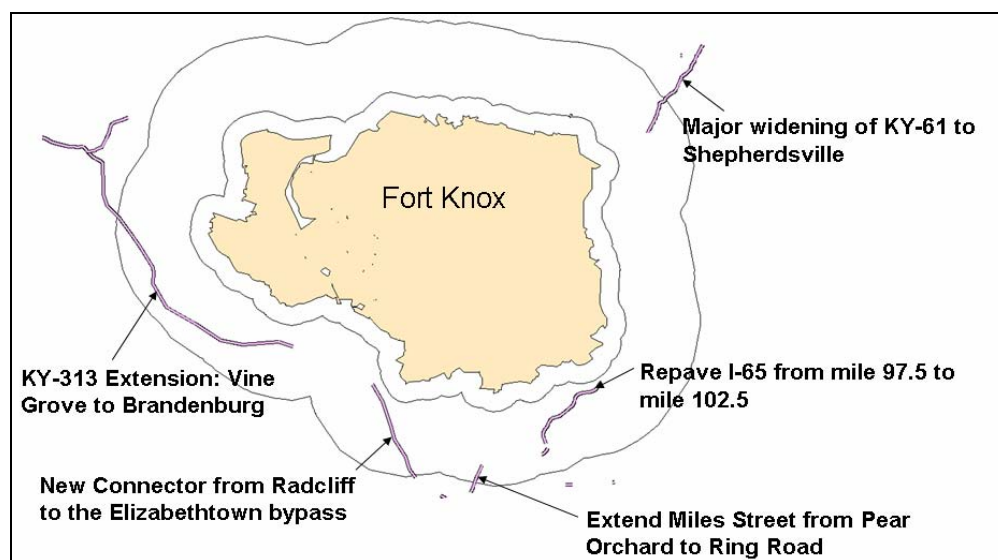 Fort Knox
Major widening of KY-61 to
Shepherdsville
KY-313 Extension: Vine
Grove to Brandenburg
Repave I-65 from mile 97.5 to
mile 102.5
New Connector from Radcliff
to the Elizabethtown bypass
Extend Miles Street from Pear
Orchard to Ring Road